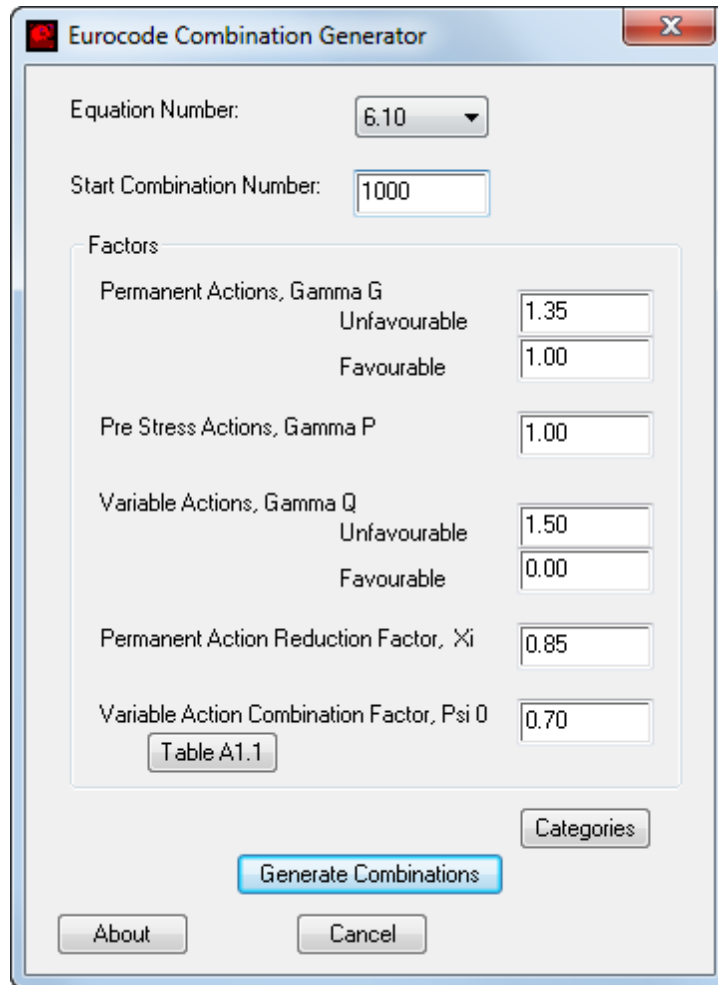 Eurocode Combination Generator
x
Equation Number:
6.10
Start Combination Number:
1000
Factors
Permanent Actions, Gamma G
Unfavourable
1.35
Favourable
1.00
Pre Stress Actions, Gamma P
1.00
Variable Actions, Gamma Q
Unfavourable
1.50
Favourable
0.00
Permanent Action Reduction Factor, Xi
0.85
Variable Action Combination Factor, Psi 0
0.70
Table A1.1
Categories
Generate Combinations
About
Cancel